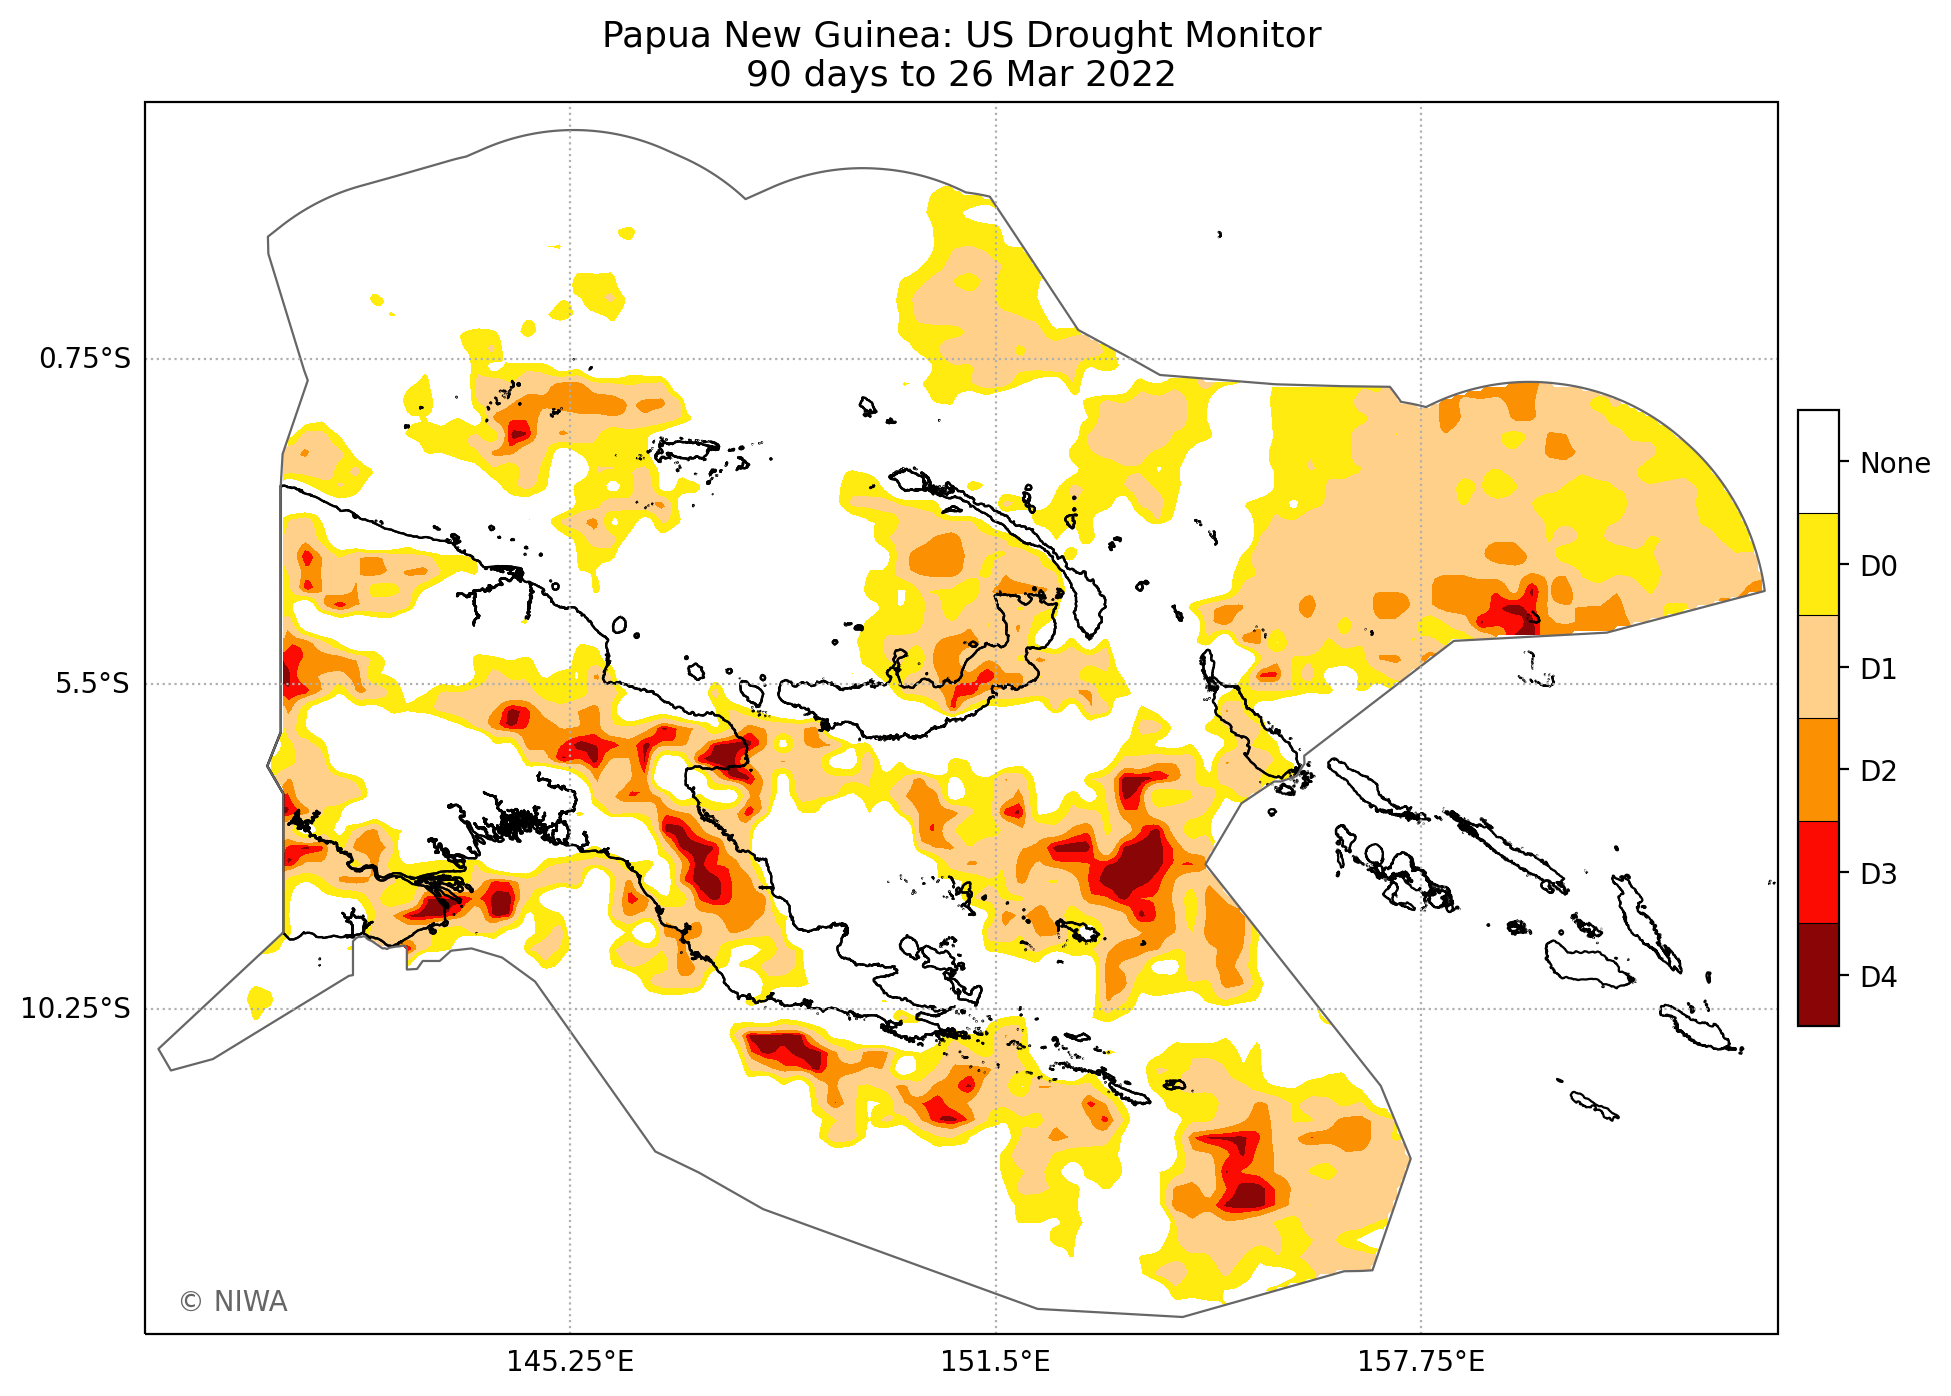 Papua New Guinea: US Drought Monitor
90 days to 26 Mar 2022
0.75°S
5.5°S
10.25°S
145.25°E
151.5°E
157.75°E
None
D0
D1
D2
D3
D4
© NIWA